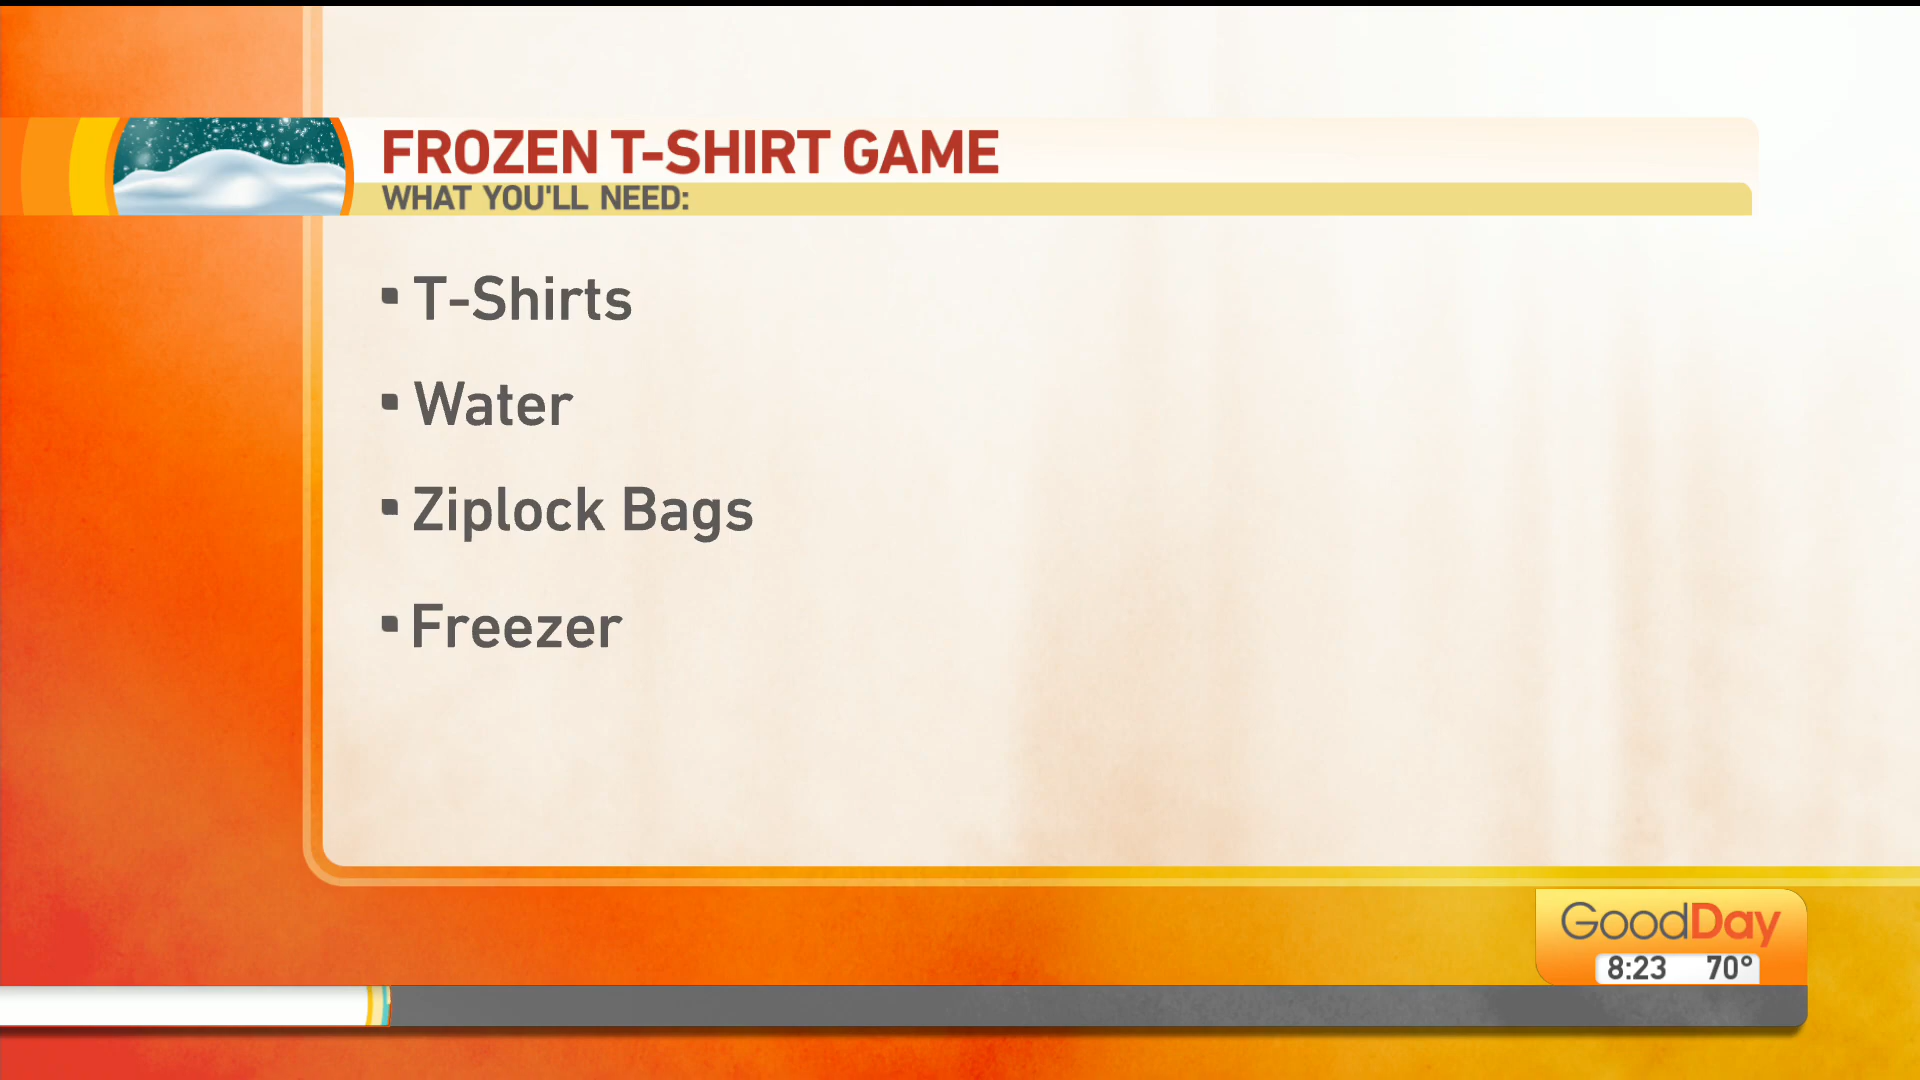 FROZEN T-SHIRT GAME
WHAT YOU'LL NEED:
▪ T-Shirts
▪ Water
▪ Ziplock Bags
▪ Freezer
GoodDay
8:23 70°